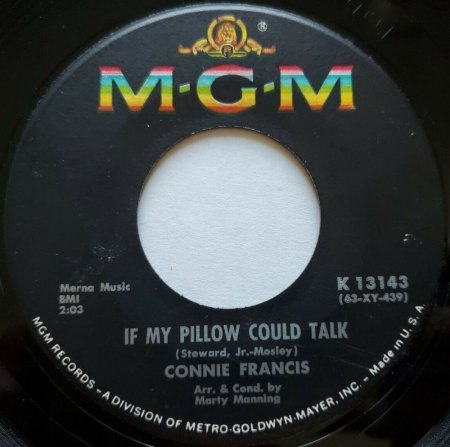 ®
M·G·M
Merna Music
BMI
2:03
K 13143
(63-XY-439)
IF MY PILLOW COULD TALK
(Steward, Jr.-Mosley)
CONNIE FRANCIS
Arr. & Cond. by
Marty Manning
MGM RECORDS - A DIVISION OF METRO-GOLDWYN-MAYER, INC. - Made in U.S.A.